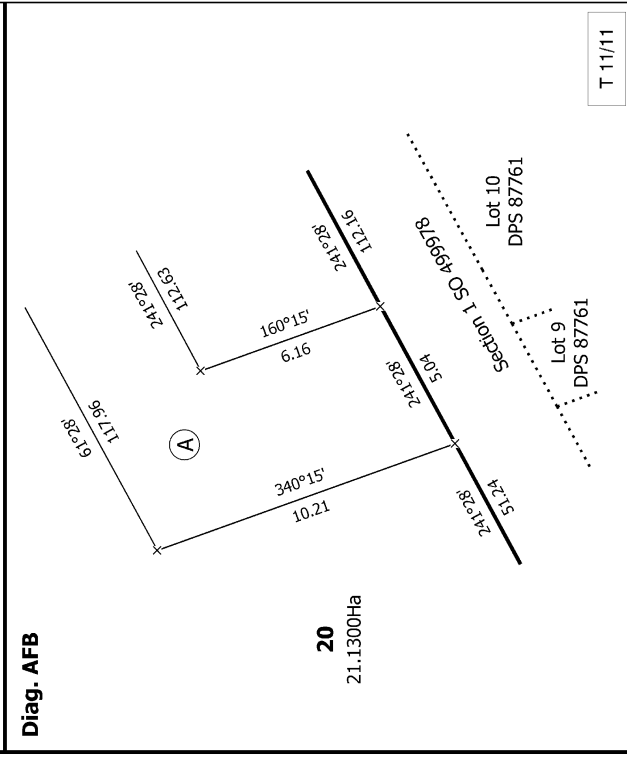 Diag. AFB
61°28'
117.96
241°28'
112.63
A
160°15'
6.16
241°28'
112.16
340°15'
10.21
241°28'
5.04
241°28'
51.24
Section 1 SO 499978
Lot 10
DPS 87761
Lot 9
DPS 87761
20
21.1300Ha
T 11/11